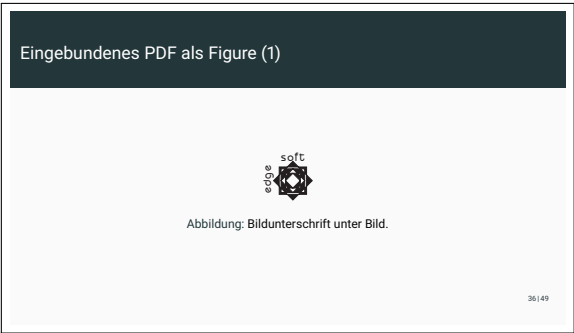 Eingebundenes PDF als Figure (1)
edge soft
Abbildung: Bildunterschrift unter Bild.
36|49